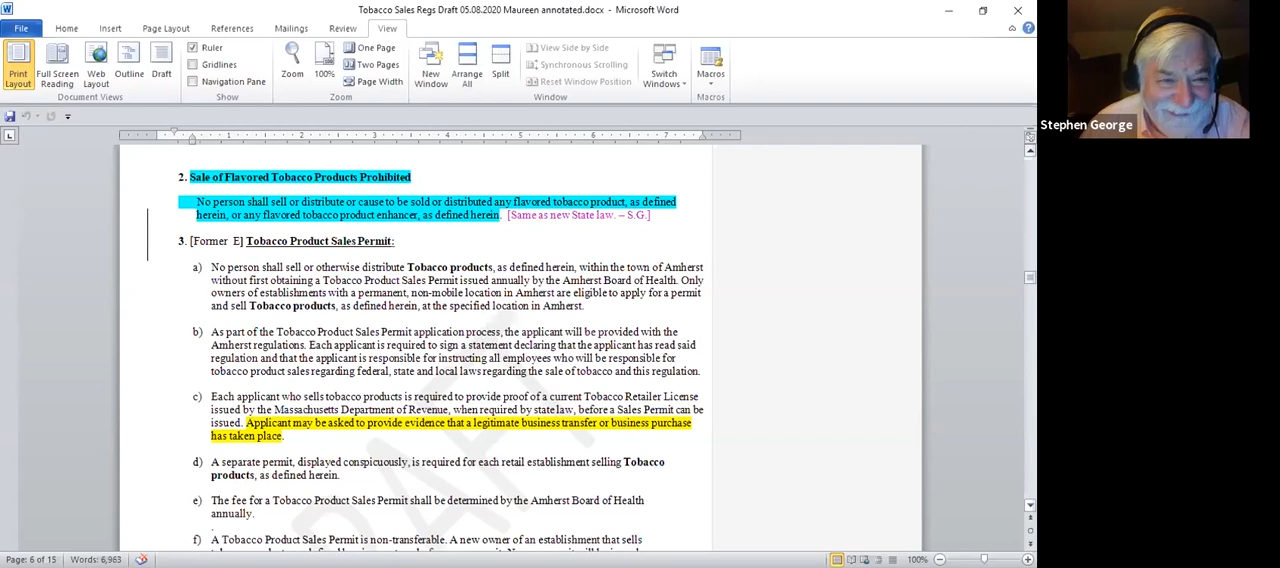 Tobacco Sales Regs Draft 05.08.2020 Maureen annotated.docx - Microsoft Word
File Home Insert Page Layout References Mailings Review View
Print Layout
Full Screen Reading
Web Layout
Outline
Draft
Document Views
Ruler
Gridlines
Navigation Pane
Show
Zoom
100%
One Page
Two Pages
Page Width
Zoom
New Window
Arrange All
Split
View Side by Side
Synchronous Scrolling
Reset Window Position
Window
Switch Windows
Macros
Macros
Stephen George
1 2 3 4 5 6 7
2. Sale of Flavored Tobacco Products Prohibited
No person shall sell or distribute or cause to be sold or distributed any flavored tobacco product, as defined
herein, or any flavored tobacco product enhancer, as defined herein. [Same as new State law. – S.G.]
3. [Former E] Tobacco Product Sales Permit:
a) No person shall sell or otherwise distribute Tobacco products, as defined herein, within the town of Amherst
without first obtaining a Tobacco Product Sales Permit issued annually by the Amherst Board of Health. Only
owners of establishments with a permanent, non-mobile location in Amherst are eligible to apply for a permit
and sell Tobacco products, as defined herein, at the specified location in Amherst.
b) As part of the Tobacco Product Sales Permit application process, the applicant will be provided with the
Amherst regulations. Each applicant is required to sign a statement declaring that the applicant has read said
regulation and that the applicant is responsible for instructing all employees who will be responsible for
tobacco product sales regarding federal, state and local laws regarding the sale of tobacco and this regulation.
c) Each applicant who sells tobacco products is required to provide proof of a current Tobacco Retailer License
issued by the Massachusetts Department of Revenue, when required by state law, before a Sales Permit can be
issued. Applicant may be asked to provide evidence that a legitimate business transfer or business purchase
has taken place.
d) A separate permit, displayed conspicuously, is required for each retail establishment selling Tobacco
products, as defined herein.
e) The fee for a Tobacco Product Sales Permit shall be determined by the Amherst Board of Health
annually.
.
f) A Tobacco Product Sales Permit is non-transferable. A new owner of an establishment that sells
Page: 6 of 15 Words: 6,963 100%